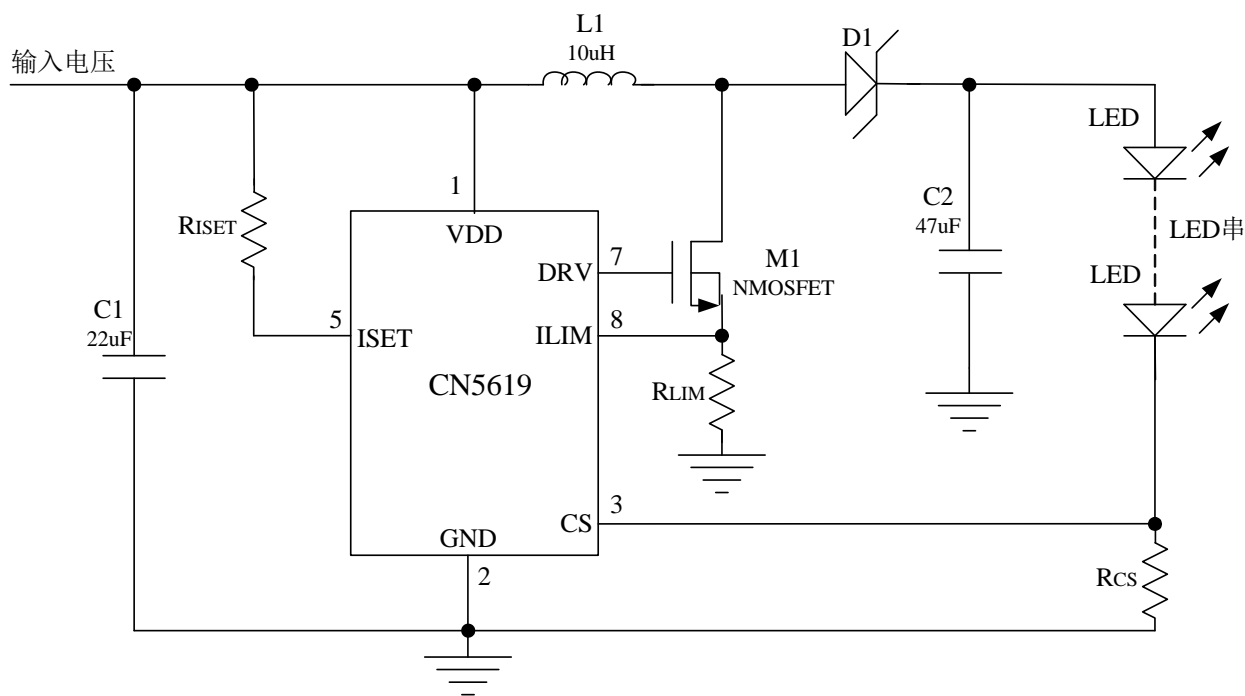 L1
10uH
D1
输入电压
LED
1
C2
47uF
RISET
VDD
LED串
DRV
7
M1
NMOSFET
LED
C1
22uF
5
ISET
ILIM
8
CN5619
RLIM
CS
3
GND
2
RCS